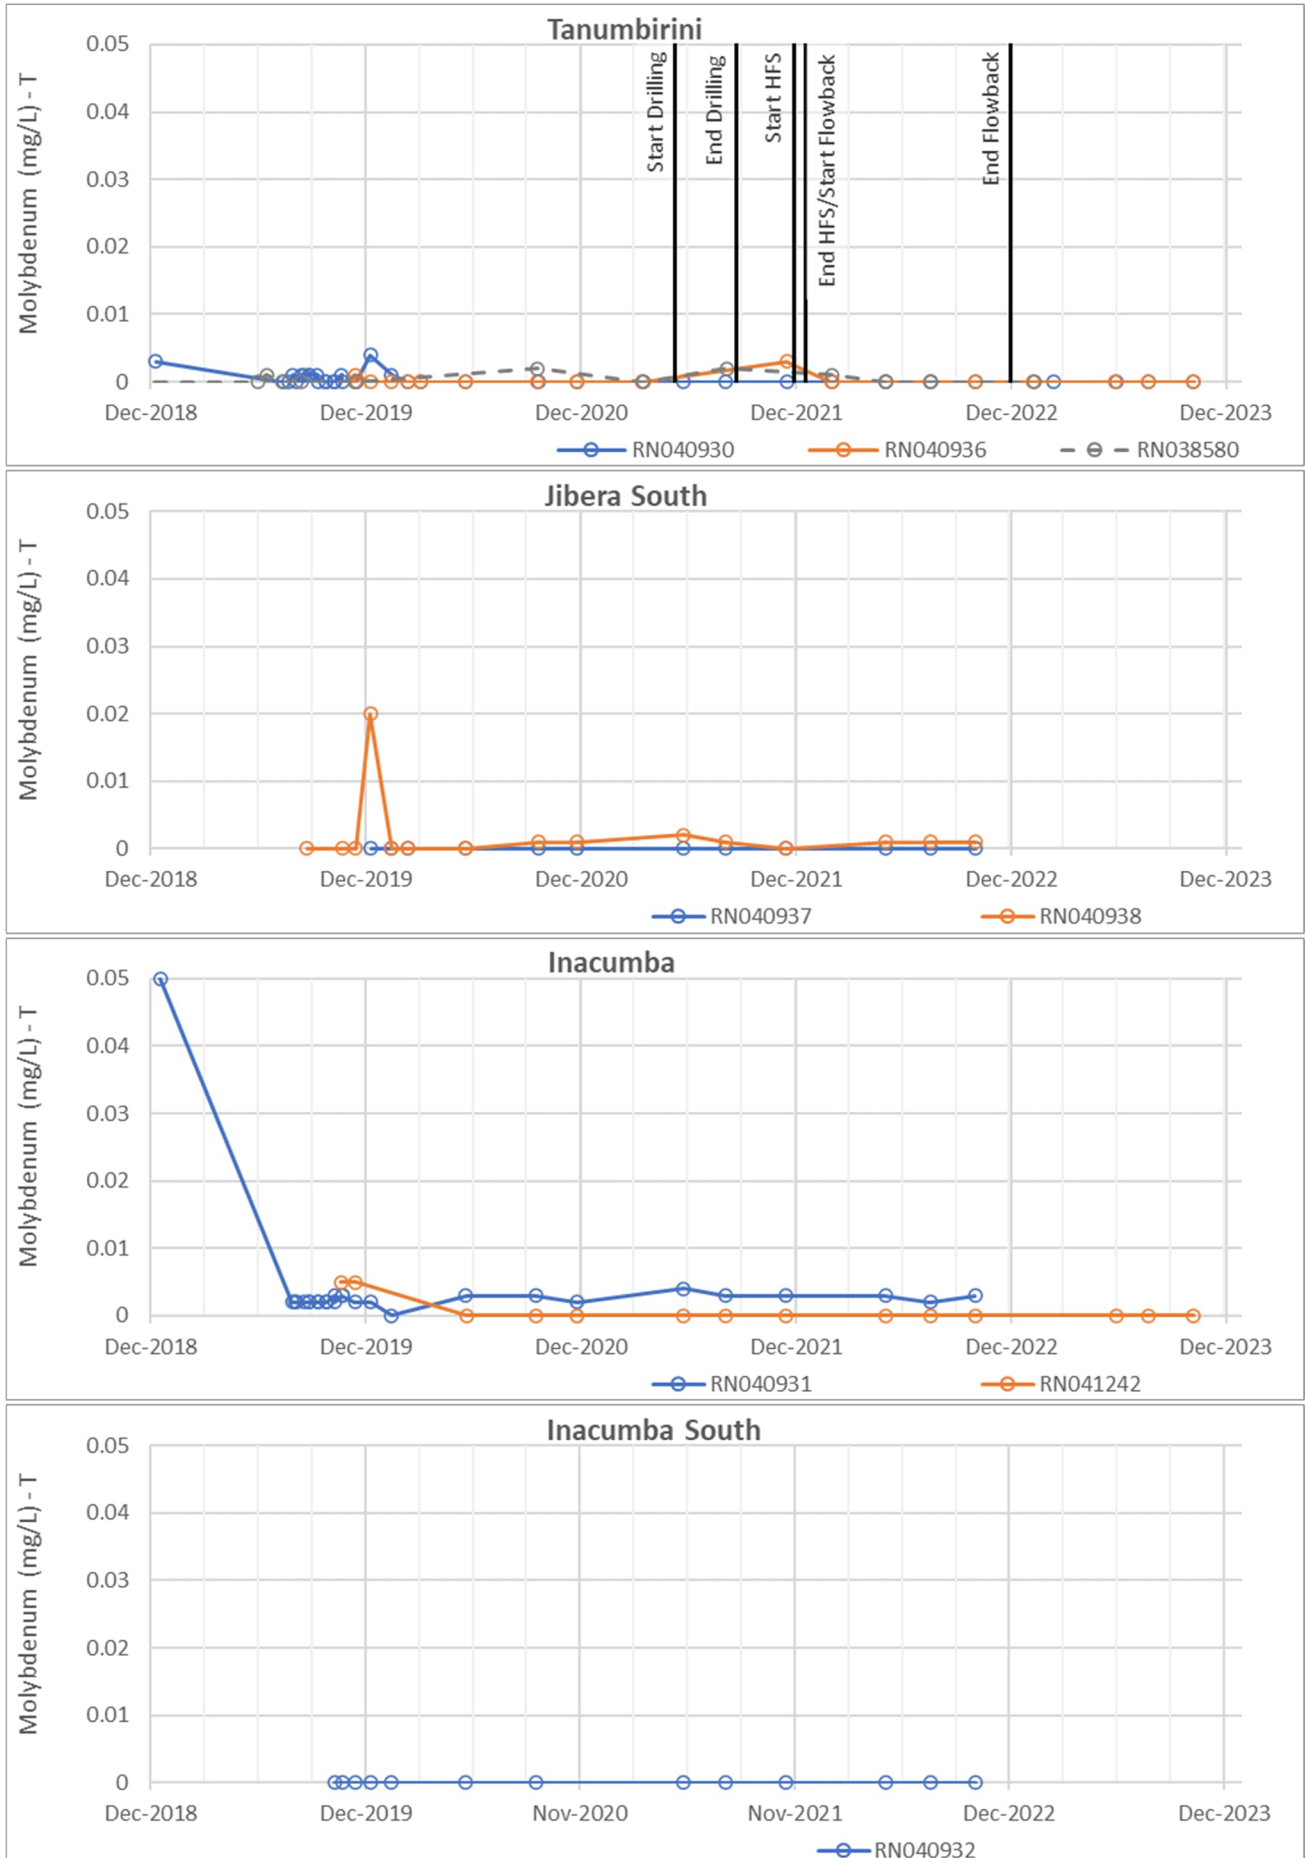 Tanumbirini
Molybdenum (mg/L) - T
0.05
0.04
0.03
0.02
0.01
0
Start Drilling
End Drilling
Start HFS
End HFS/Start Flowback
End Flowback
Dec-2018 Dec-2019 Dec-2020 Dec-2021 Dec-2022 Dec-2023
RN040930 RN040936 RN038580
Jibera South
Molybdenum (mg/L) - T
0.05
0.04
0.03
0.02
0.01
0
Dec-2018 Dec-2019 Dec-2020 Dec-2021 Dec-2022 Dec-2023
RN040937 RN040938
Inacumba
Molybdenum (mg/L) - T
0.05
0.04
0.03
0.02
0.01
0
Dec-2018 Dec-2019 Dec-2020 Dec-2021 Dec-2022 Dec-2023
RN040931 RN041242
Inacumba South
Molybdenum (mg/L) - T
0.05
0.04
0.03
0.02
0.01
0
Dec-2018 Dec-2019 Nov-2020 Nov-2021 Dec-2022 Dec-2023
RN040932